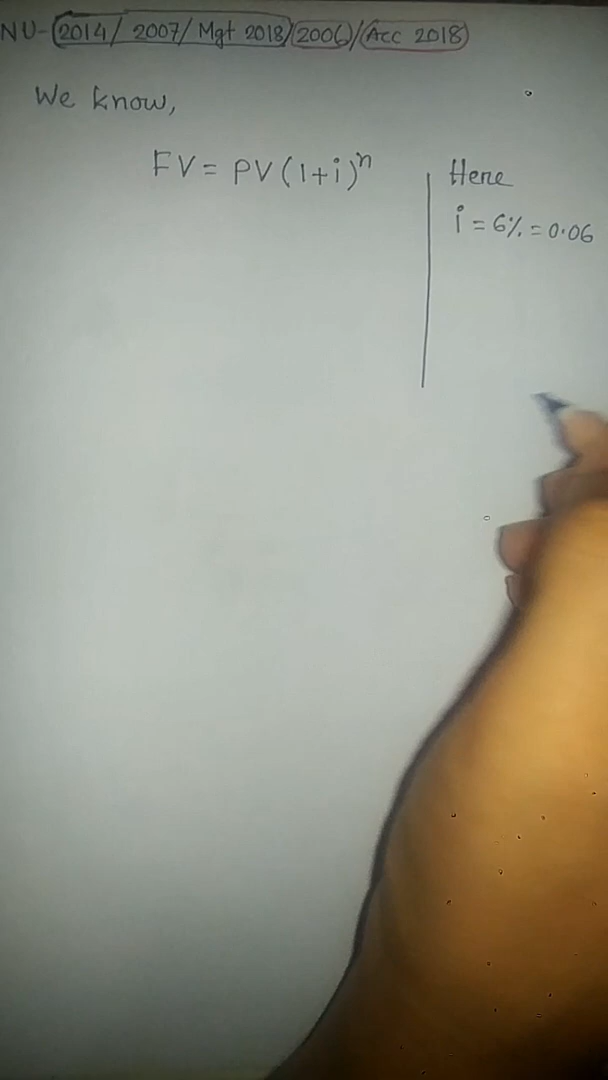 NU-(2014/ 2007/ Mgt 2018)/(2006)/(Acc 2018)
We know,
FV = PV(1+i)^n
Here
i = 6% = 0.06